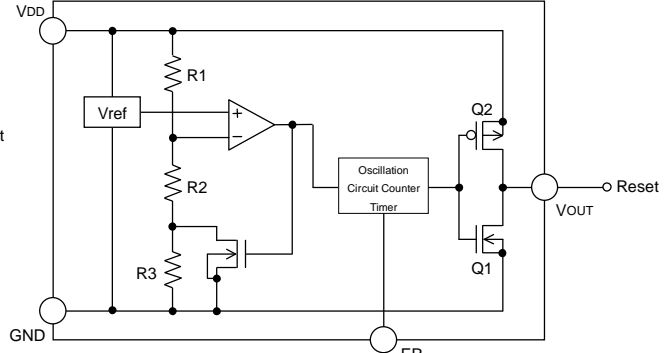 VDD
R1
Vref
+
−
Q2
Oscillation
Circuit Counter
Timer
Reset
VOUT
R2
R3
Q1
GND